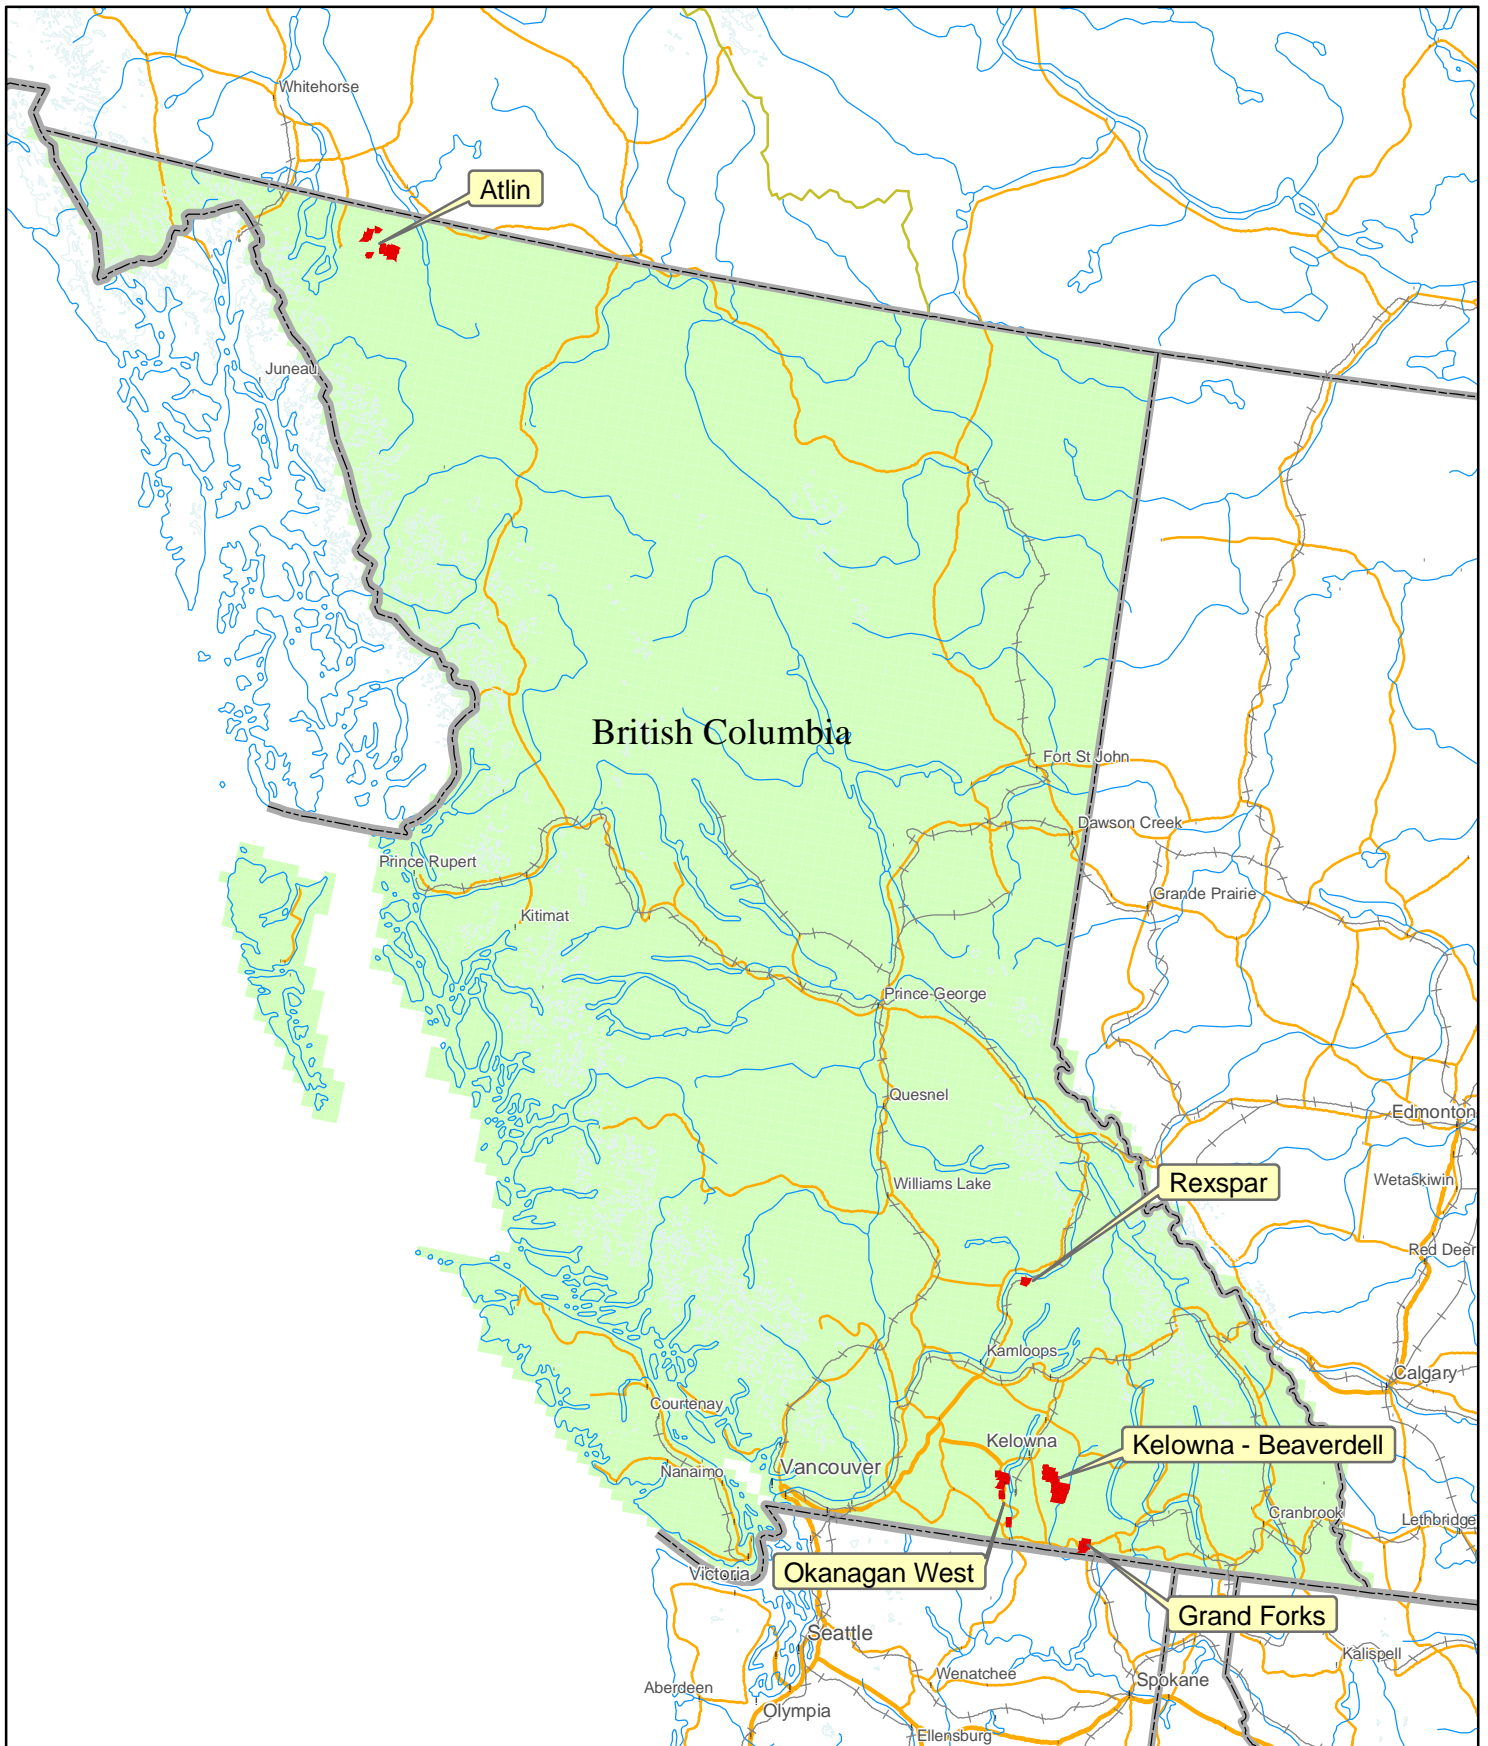 Whitehorse
Atlin
Juneau
British Columbia
Fort St John
Dawson Creek
Prince Rupert
Grande Prairie
Kitimat
Prince George
Quesnel
Edmonton
Williams Lake
Rexspar
Wetaskiwin
Red Deer
Kamloops
Calgary
Courtenay
Kelowna
Kelowna - Beaverdell
Vancouver
Nanaimo
Cranbrook
Lethbridge
Victoria
Okanagan West
Grand Forks
Seattle
Kalispell
Wenatchee
Spokane
Aberdeen
Olympia
Ellensburg